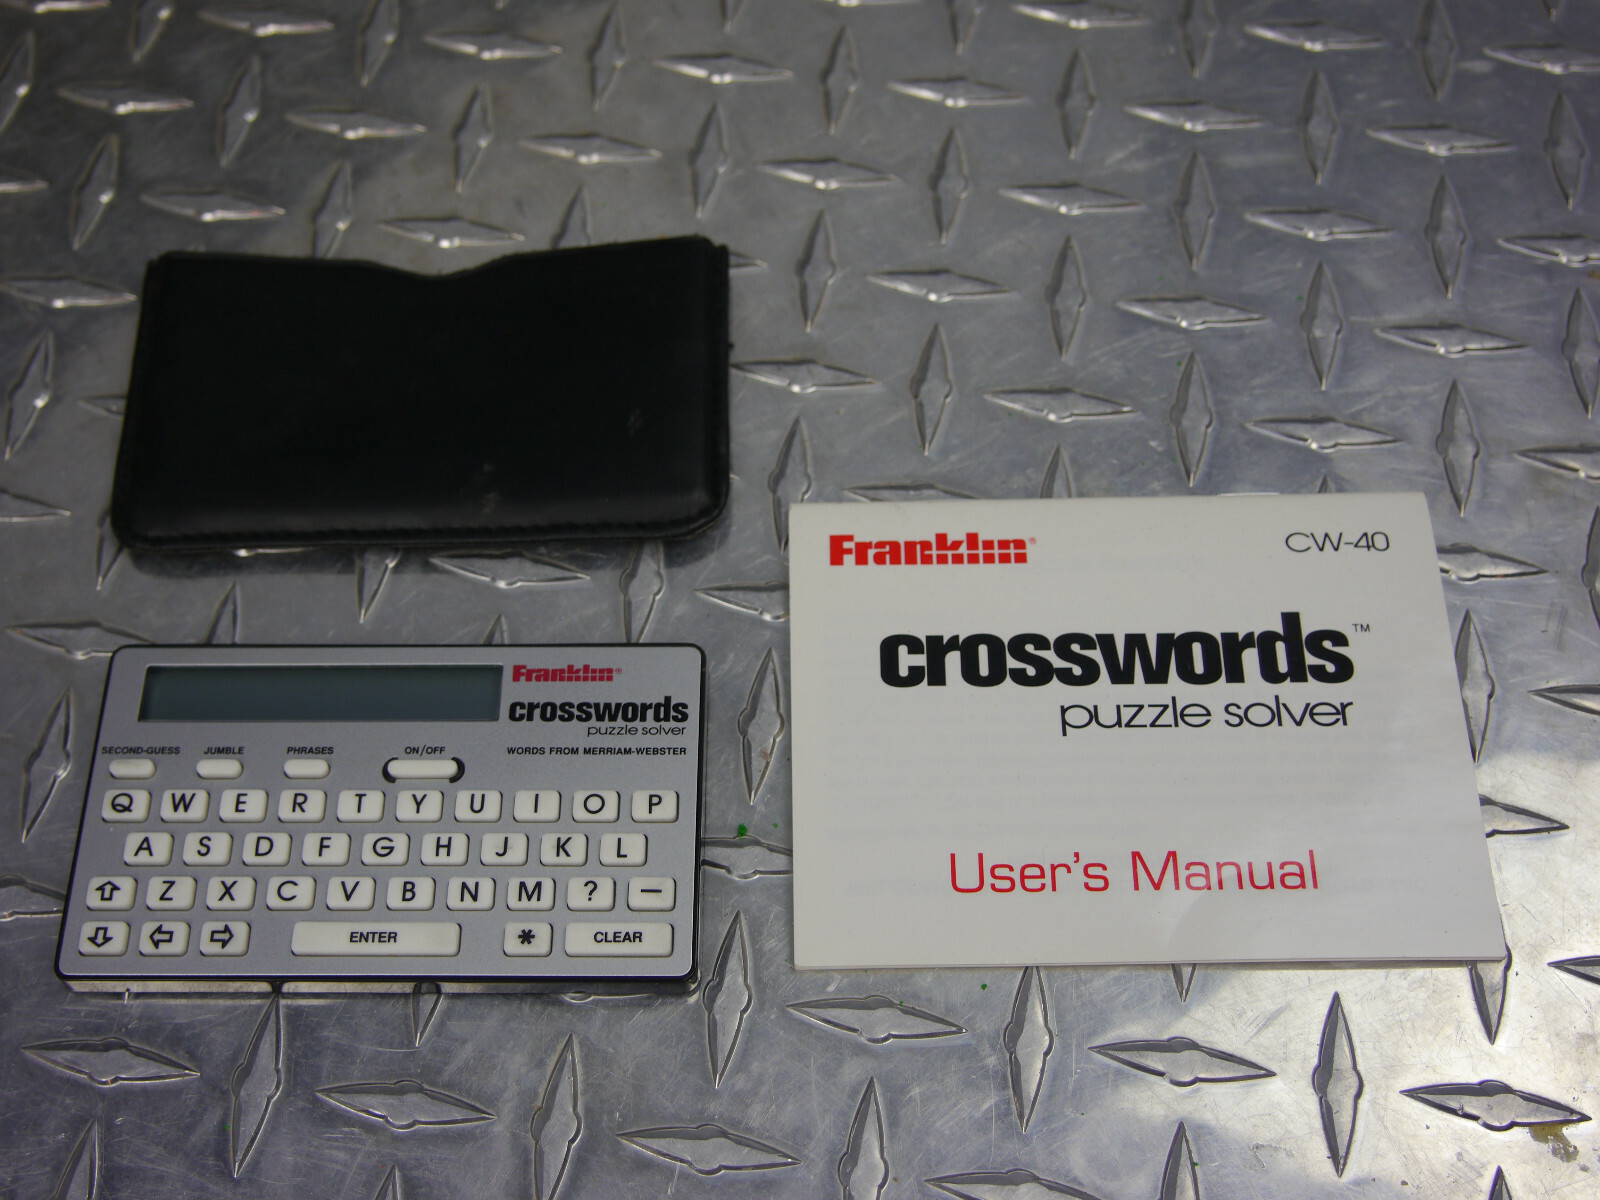 Franklin®
crosswords
puzzle solver
SECOND-GUESS JUMBLE PHRASES ON/OFF WORDS FROM MERRIAM-WEBSTER
Q W E R T Y U I O P
A S D F G H J K L
⇧ Z X C V B N M ? —
⇩ ⇦ ⇨ ENTER * CLEAR
Franklin® CW-40
crosswords™
puzzle solver
User's Manual